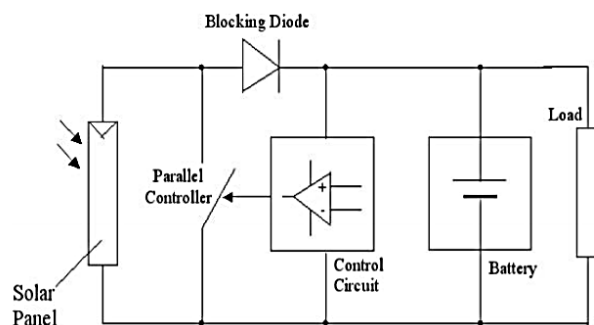 Blocking Diode
Load
Parallel
Controller
+
-
Control
Circuit
Battery
Solar
Panel